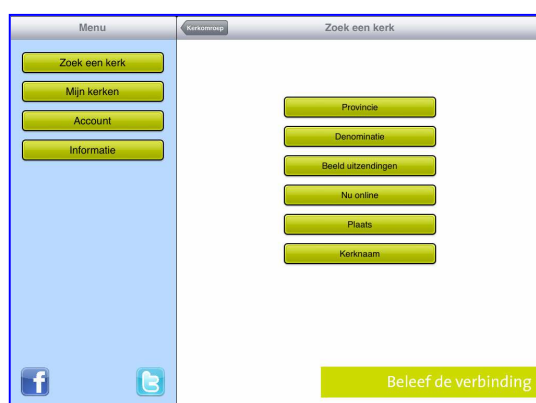 Menu
Zoek een kerk
Mijn kerken
Account
Informatie
Kerkomroep
Zoek een kerk
Provincie
Denominatie
Beeld uitzendingen
Nu online
Plaats
Kerknaam
Beleef de verbinding